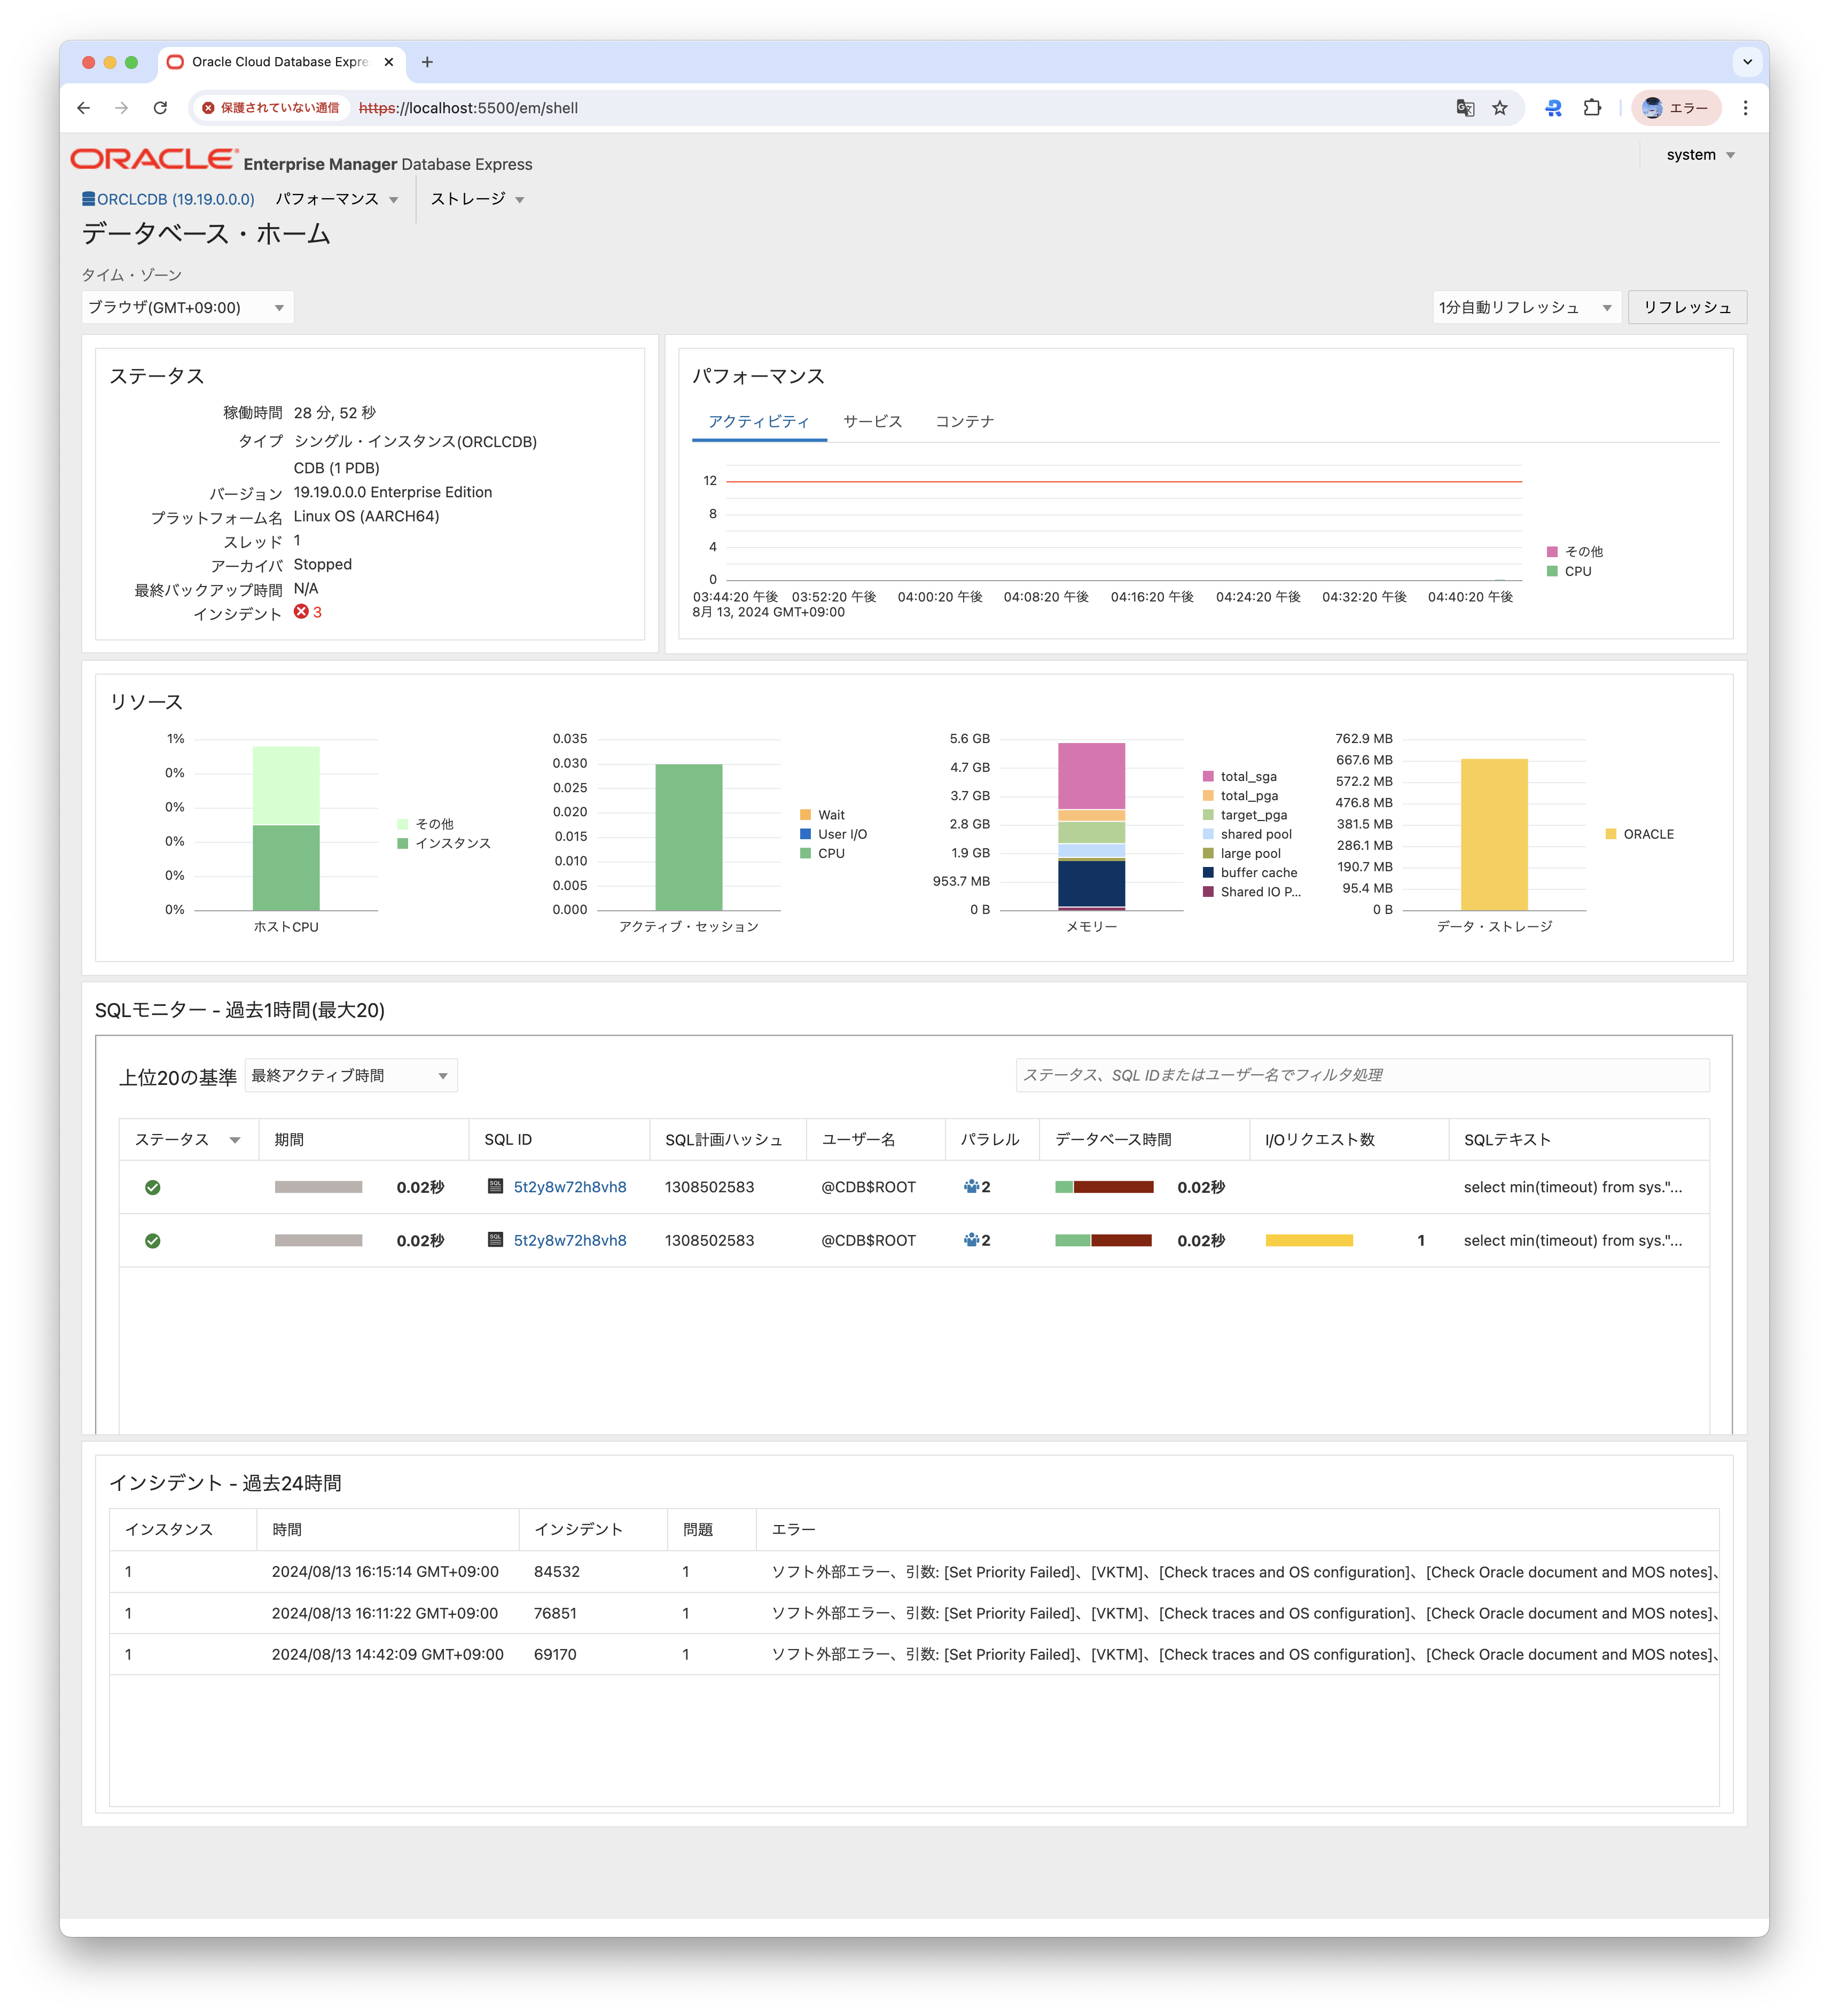 Oracle Cloud Database Expre
保護されていない通信 https://localhost:5500/em/shell エラー
ORACLE Enterprise Manager Database Express system
ORCLCDB (19.19.0.0.0) パフォーマンス ストレージ
データベース・ホーム
タイム・ゾーン
ブラウザ(GMT+09:00) 1分自動リフレッシュ リフレッシュ
ステータス
稼働時間 28 分, 52 秒
タイプ シングル・インスタンス(ORCLCDB)
CDB (1 PDB)
バージョン 19.19.0.0.0 Enterprise Edition
プラットフォーム名 Linux OS (AARCH64)
スレッド 1
アーカイバ Stopped
最終バックアップ時間 N/A
インシデント 3
パフォーマンス
アクティビティ サービス コンテナ
12
8
4
0
03:44:20 午後 03:52:20 午後 04:00:20 午後 04:08:20 午後 04:16:20 午後 04:24:20 午後 04:32:20 午後 04:40:20 午後
8月 13, 2024 GMT+09:00
その他
CPU
リソース
1%
0%
0%
0%
0%
0%
ホストCPU
その他
インスタンス
0.035
0.030
0.025
0.020
0.015
0.010
0.005
0.000
アクティブ・セッション
Wait
User I/O
CPU
5.6 GB
4.7 GB
3.7 GB
2.8 GB
1.9 GB
953.7 MB
0 B
メモリー
total_sga
total_pga
target_pga
shared pool
large pool
buffer cache
Shared IO P...
762.9 MB
667.6 MB
572.2 MB
476.8 MB
381.5 MB
286.1 MB
190.7 MB
95.4 MB
0 B
データ・ストレージ
ORACLE
SQLモニター - 過去1時間(最大20)
上位20の基準 最終アクティブ時間 ステータス、SQL IDまたはユーザー名でフィルタ処理
ステータス 期間 SQL ID SQL計画ハッシュ ユーザー名 パラレル データベース時間 I/Oリクエスト数 SQLテキスト
0.02秒 5t2y8w72h8vh8 1308502583 @CDB$ROOT 2 0.02秒 select min(timeout) from sys."...
0.02秒 5t2y8w72h8vh8 1308502583 @CDB$ROOT 2 0.02秒 1 select min(timeout) from sys."...
インシデント - 過去24時間
インスタンス 時間 インシデント 問題 エラー
1 2024/08/13 16:15:14 GMT+09:00 84532 1 ソフト外部エラー、引数: [Set Priority Failed]、[VKTM]、[Check traces and OS configuration]、[Check Oracle document and MOS notes]、
1 2024/08/13 16:11:22 GMT+09:00 76851 1 ソフト外部エラー、引数: [Set Priority Failed]、[VKTM]、[Check traces and OS configuration]、[Check Oracle document and MOS notes]、
1 2024/08/13 14:42:09 GMT+09:00 69170 1 ソフト外部エラー、引数: [Set Priority Failed]、[VKTM]、[Check traces and OS configuration]、[Check Oracle document and MOS notes]、